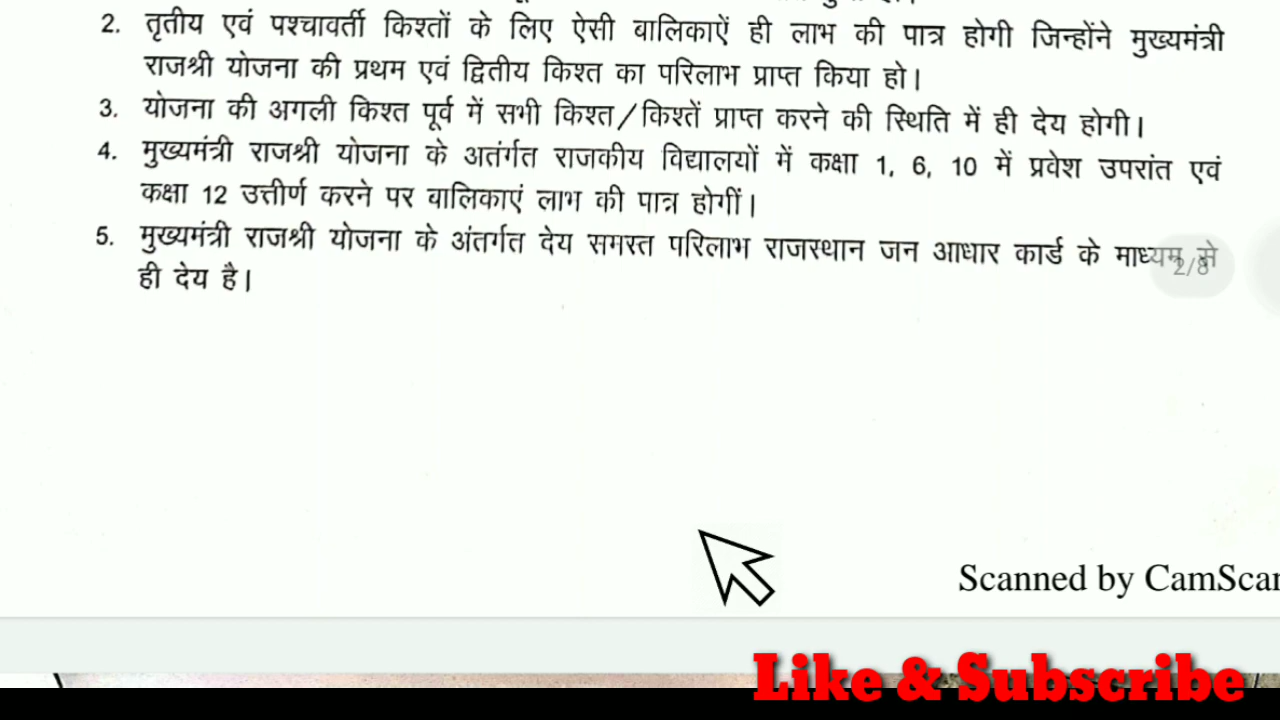 2. तृतीय एवं पश्चावर्ती किश्तों के लिए ऐसी बालिकाऐं ही लाभ की पात्र होगी जिन्होंने मुख्यमंत्री
राजश्री योजना की प्रथम एवं द्वितीय किश्त का परिलाभ प्राप्त किया हो।
3. योजना की अगली किश्त पूर्व में सभी किश्त/किश्तें प्राप्त करने की स्थिति में ही देय होगी।
4. मुख्यमंत्री राजश्री योजना के अतंर्गत राजकीय विद्यालयों में कक्षा 1, 6, 10 में प्रवेश उपरांत एवं
कक्षा 12 उत्तीर्ण करने पर बालिकाएं लाभ की पात्र होगीं।
5. मुख्यमंत्री राजश्री योजना के अंतर्गत देय समस्त परिलाभ राजस्थान जन आधार कार्ड के माध्यम से
2/8
ही देय है।
Scanned by CamScan
Like & Subscribe